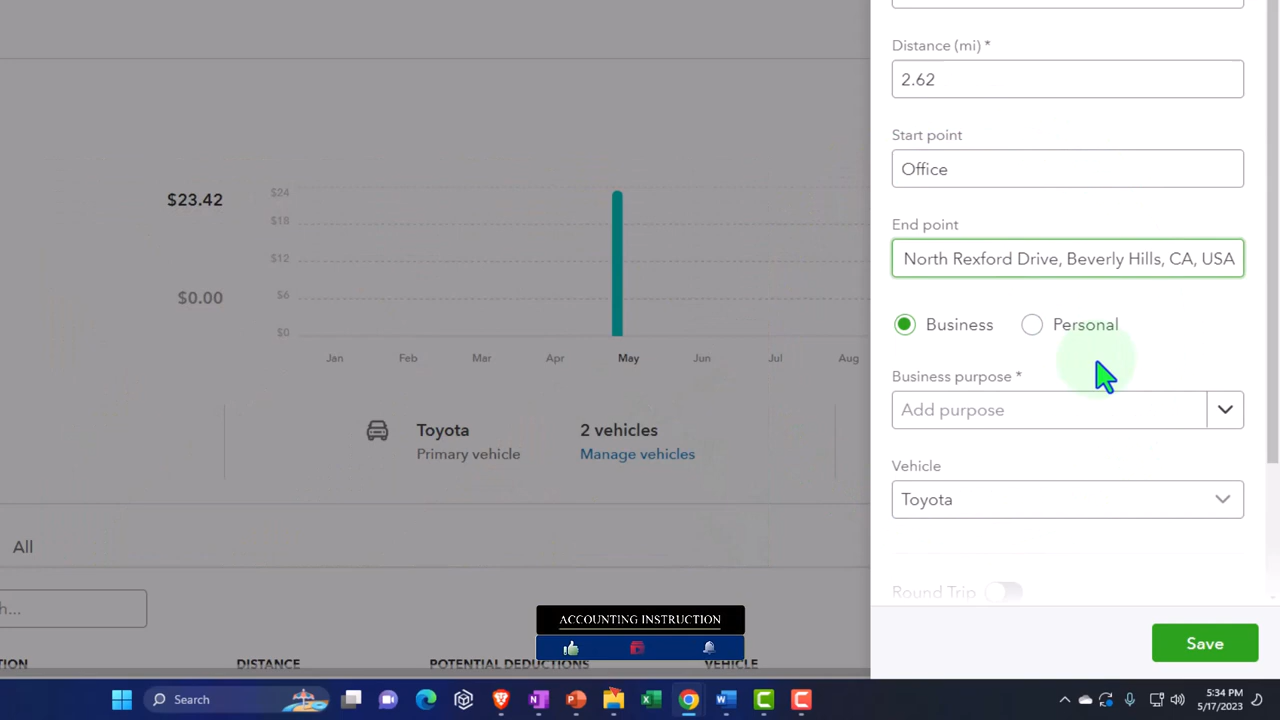 Distance (mi) *
2.62
Start point
Office
End point
North Rexford Drive, Beverly Hills, CA, USA
Business
Personal
Business purpose *
Add purpose
Vehicle
Toyota
Round Trip
Save
$23.42
$0.00
$24
$18
$12
$6
$0
Jan Feb Mar Apr May Jun Jul Aug
Toyota
Primary vehicle
2 vehicles
Manage vehicles
All
h...
ION DISTANCE POTENTIAL DEDUCTIONS VEHICLE
ACCOUNTING INSTRUCTION
Search
5:34 PM
5/17/2023